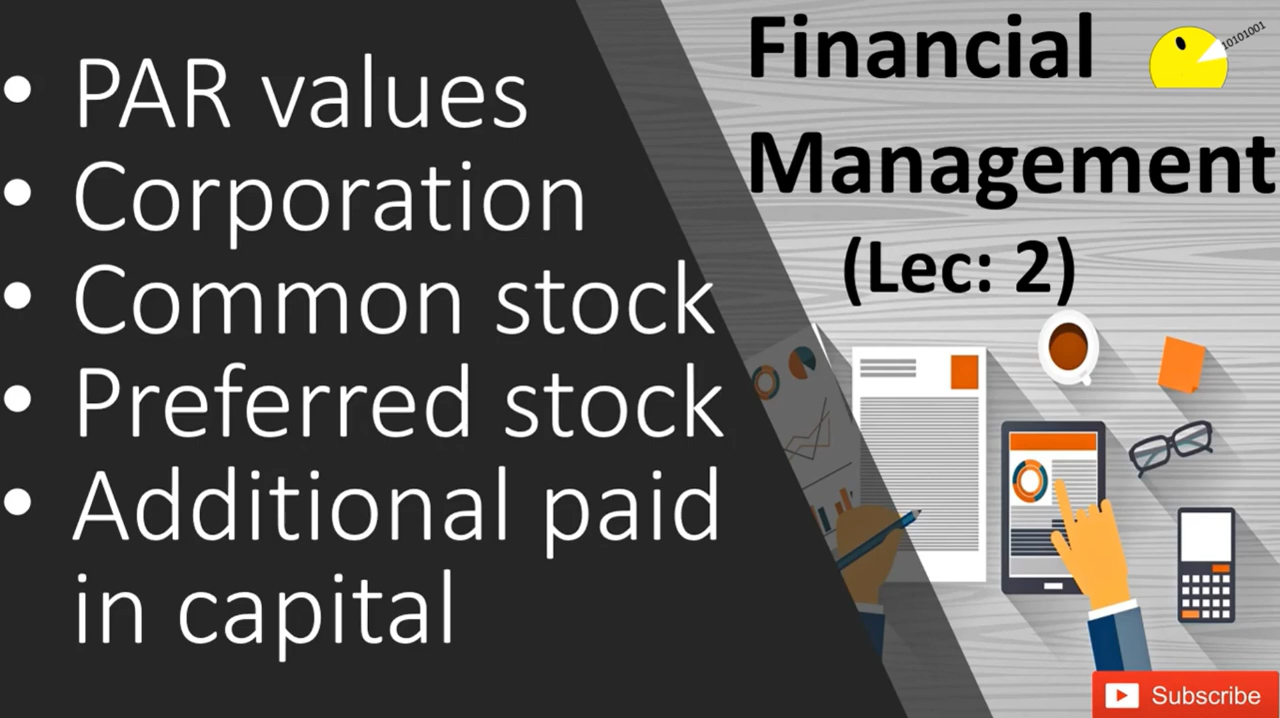 • PAR values
• Corporation
• Common stock
• Preferred stock
• Additional paid
in capital
Financial
Management
(Lec: 2)
10101001
Subscribe